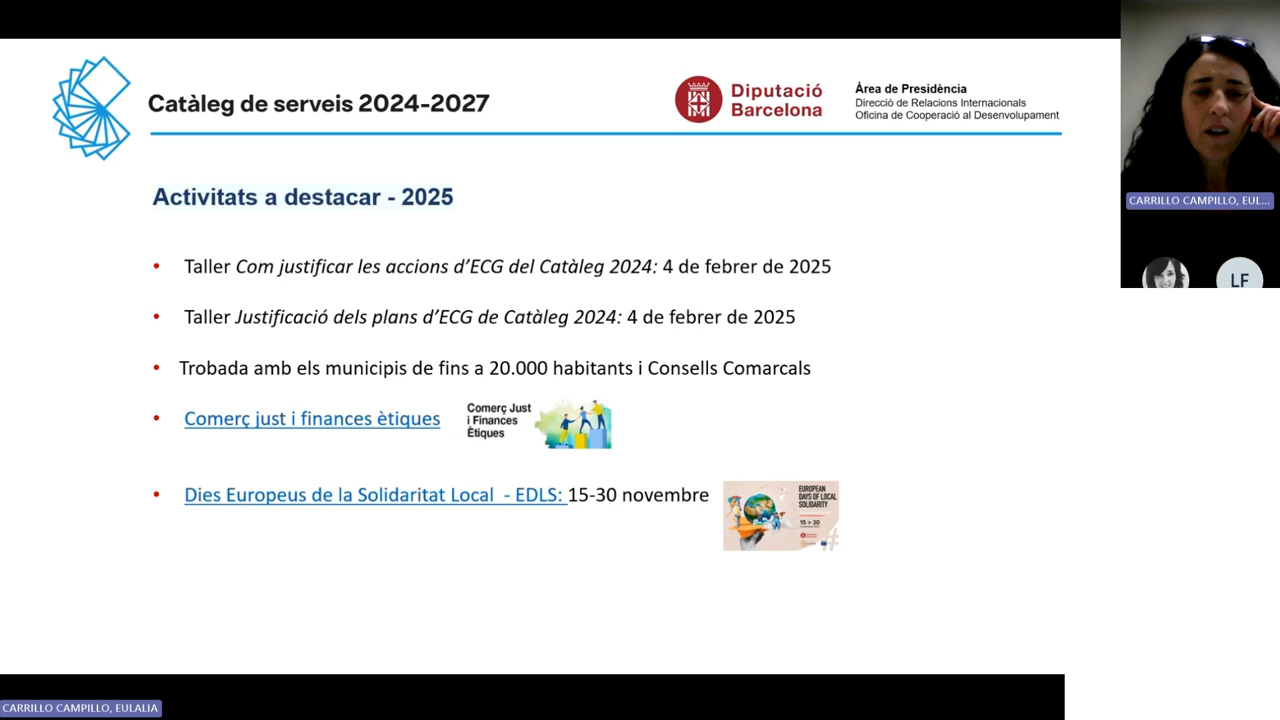 Catàleg de serveis 2024-2027
Diputació
Barcelona
Àrea de Presidència
Direcció de Relacions Internacionals
Oficina de Cooperació al Desenvolupament
CARRILLO CAMPILLO, EUL...
LF
Activitats a destacar - 2025
• Taller Com justificar les accions d'ECG del Catàleg 2024: 4 de febrer de 2025
• Taller Justificació dels plans d'ECG de Catàleg 2024: 4 de febrer de 2025
• Trobada amb els municipis de fins a 20.000 habitants i Consells Comarcals
• Comerç just i finances ètiques
Comerç Just
i Finances
Ètiques
• Dies Europeus de la Solidaritat Local - EDLS: 15-30 novembre
EUROPEAN
DAYS OF LOCAL
SOLIDARITY
15 > 30
#
CARRILLO CAMPILLO, EULALIA